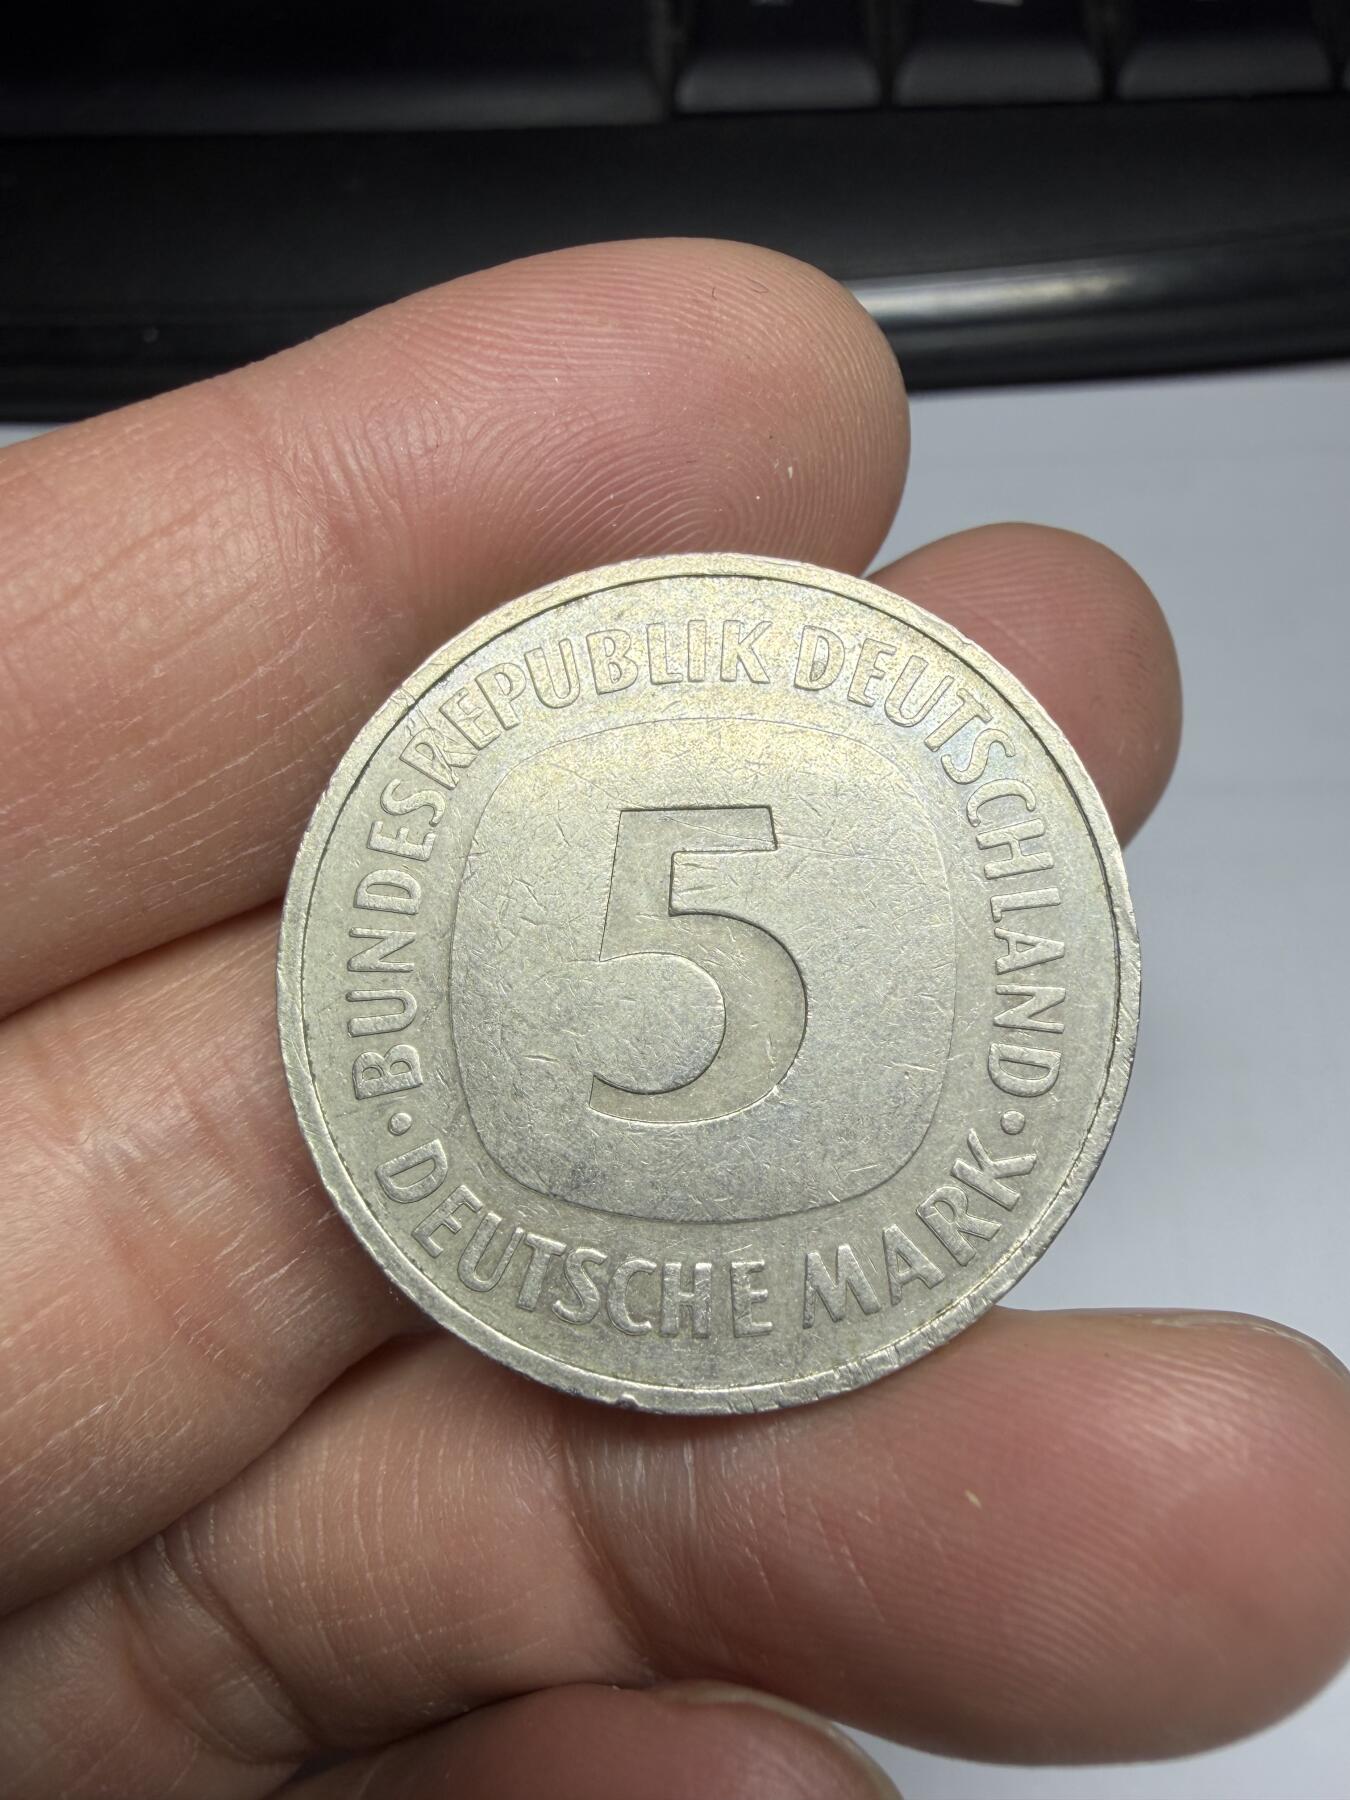 BUNDESREPUBLIK DEUTSCHLAND
5
· DEUTSCHE MARK ·